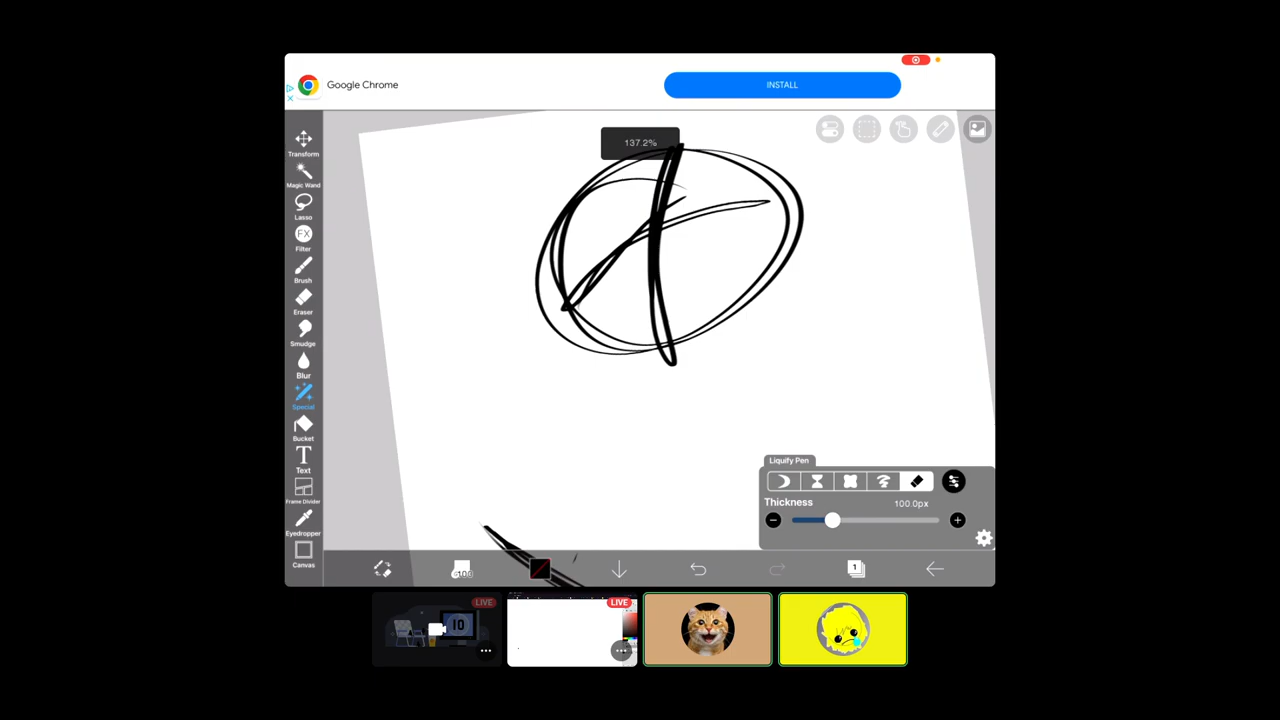 Google Chrome
INSTALL
137.2%
Transform
Magic Wand
Lasso
FX
Filter
Brush
Eraser
Smudge
Blur
Special
Bucket
T
Text
Frame Divider
Eyedropper
Canvas
Liquify Pen
Thickness
100.0px
1
LIVE
10
LIVE